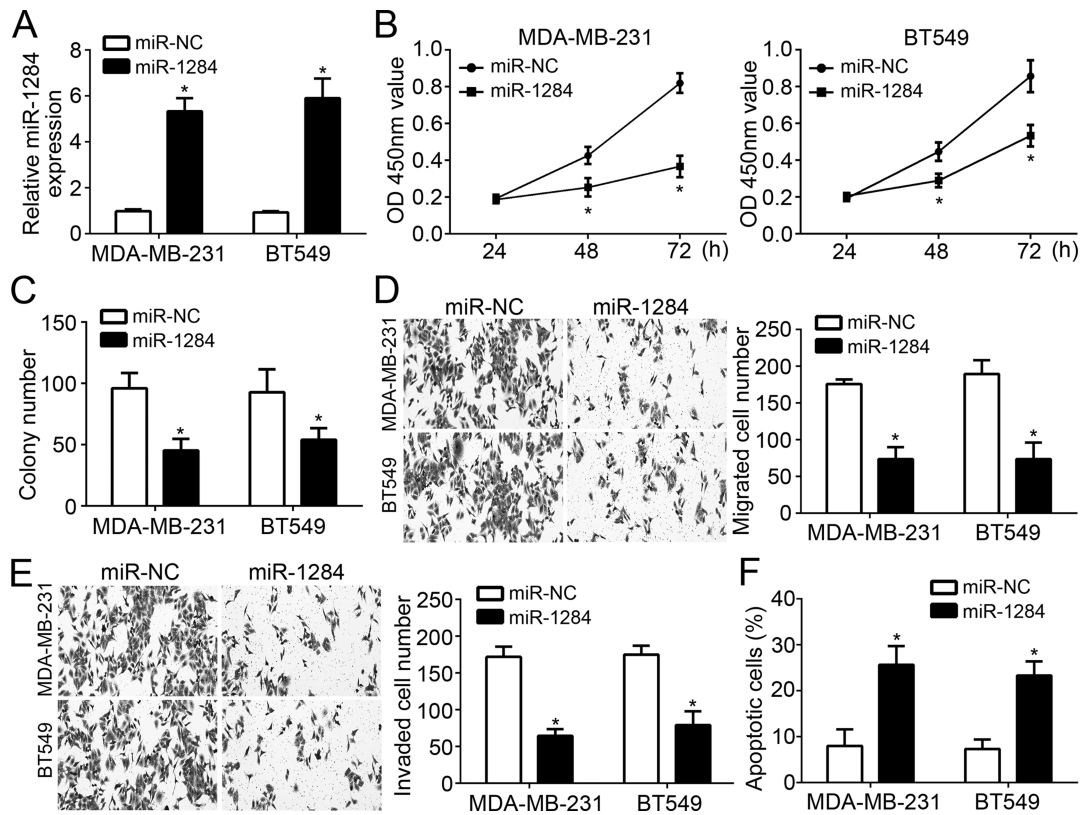 A
Relative miR-1284
expression
8
6
4
2
0
miR-NC
miR-1284
*
*
MDA-MB-231
BT549
B
MDA-MB-231
OD 450nm value
1.0
0.8
0.6
0.4
0.2
0.0
miR-NC
miR-1284
*
*
24
48
72
(h)
BT549
OD 450nm value
1.0
0.8
0.6
0.4
0.2
0.0
miR-NC
miR-1284
*
*
24
48
72
(h)
C
Colony number
150
100
50
0
miR-NC
miR-1284
*
*
MDA-MB-231
BT549
D
miR-NC
miR-1284
MDA-MB-231
BT549
Migrated cell number
250
200
150
100
50
0
miR-NC
miR-1284
*
*
MDA-MB-231
BT549
E
miR-NC
miR-1284
MDA-MB-231
BT549
Invaded cell number
250
200
150
100
50
0
miR-NC
miR-1284
*
*
MDA-MB-231
BT549
F
Apoptotic cells (%)
40
30
20
10
0
miR-NC
miR-1284
*
*
MDA-MB-231
BT549